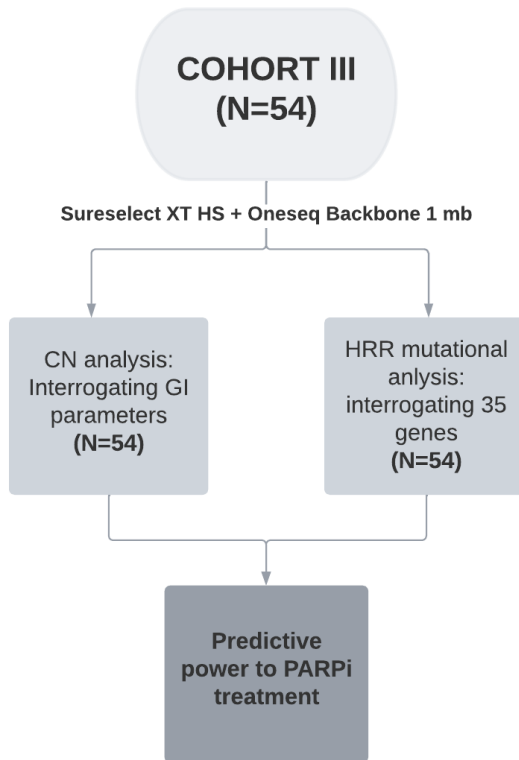 COHORT III
(N=54)
Sureselect XT HS + Oneseq Backbone 1 mb
CN analysis:
Interrogating GI
parameters
(N=54)
HRR mutational
anlysis:
interrogating 35
genes
(N=54)
Predictive
power to PARPi
treatment